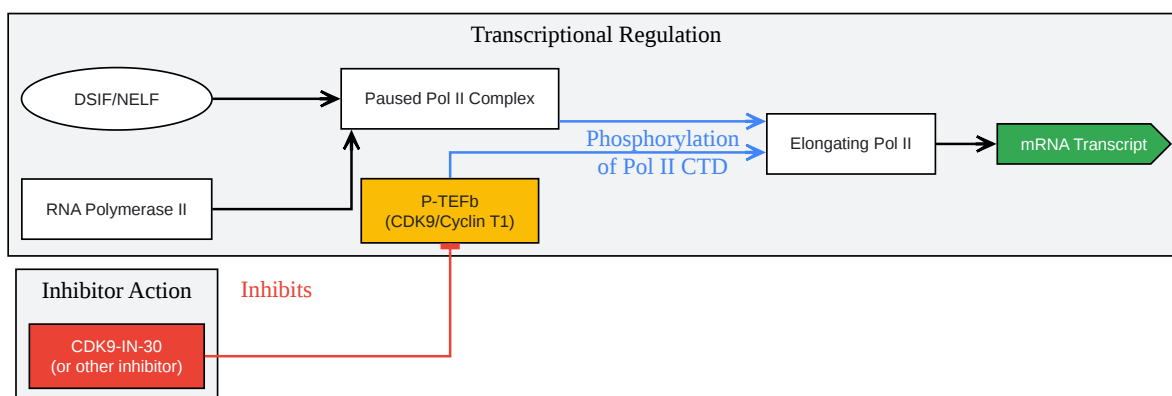 Transcriptional Regulation
DSIF/NELF
Paused Pol II Complex
Phosphorylation
of Pol II CTD
Elongating Pol II
mRNA Transcript
RNA Polymerase II
P-TEFb
(CDK9/Cyclin T1)
Inhibitor Action
Inhibits
CDK9-IN-30
(or other inhibitor)